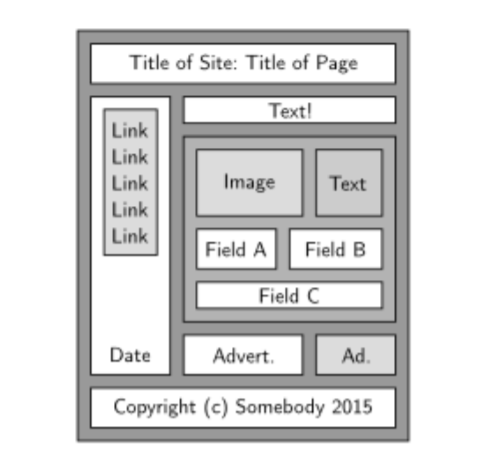 Title of Site: Title of Page
Link
Link
Link
Link
Link
Date
Text!
Image
Text
Field A
Field B
Field C
Advert.
Ad.
Copyright (c) Somebody 2015